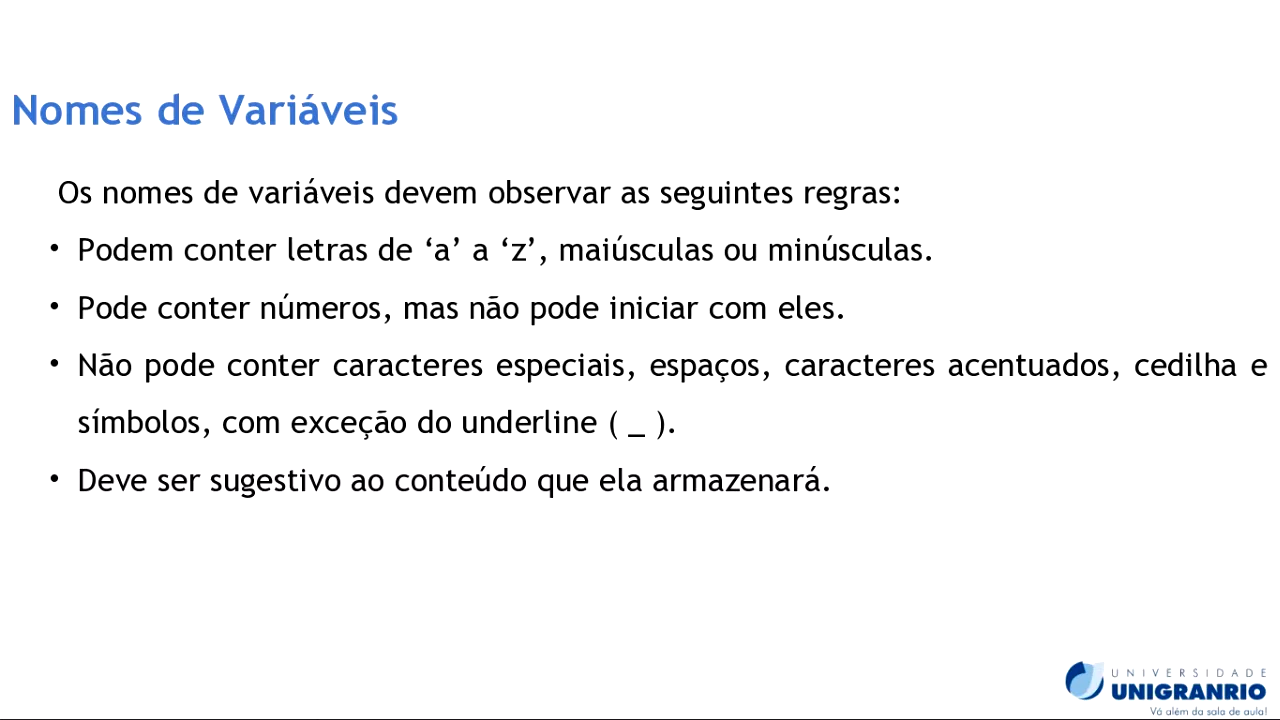 Nomes de Variáveis
Os nomes de variáveis devem observar as seguintes regras:
• Podem conter letras de ‘a’ a ‘z’, maiúsculas ou minúsculas.
• Pode conter números, mas não pode iniciar com eles.
• Não pode conter caracteres especiais, espaços, caracteres acentuados, cedilha e
símbolos, com exceção do underline ( _ ).
• Deve ser sugestivo ao conteúdo que ela armazenará.
UNIVERSIDADE
UNIGRANRIO
Vá além da sala de aula!